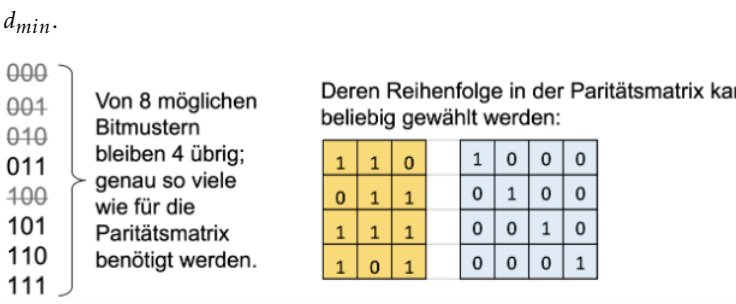 d_min.
000
001
010
011
100
101
110
111
Von 8 möglichen
Bitmustern
bleiben 4 übrig;
genau so viele
wie für die
Paritätsmatrix
benötigt werden.
Deren Reihenfolge in der Paritätsmatrix
beliebig gewählt werden:
1 1 0 1 0 0 0
0 1 1 0 1 0 0
1 1 1 0 0 1 0
1 0 1 0 0 0 1